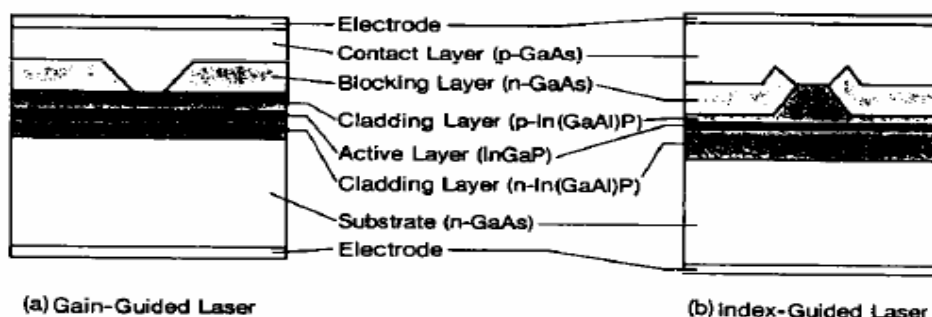 Electrode
Contact Layer (p-GaAs)
Blocking Layer (n-GaAs)
Cladding Layer (p-In(GaAl)P)
Active Layer (InGaP)
Cladding Layer (n-In(GaAl)P)
Substrate (n-GaAs)
Electrode
(a) Gain-Guided Laser
(b) Index-Guided Laser